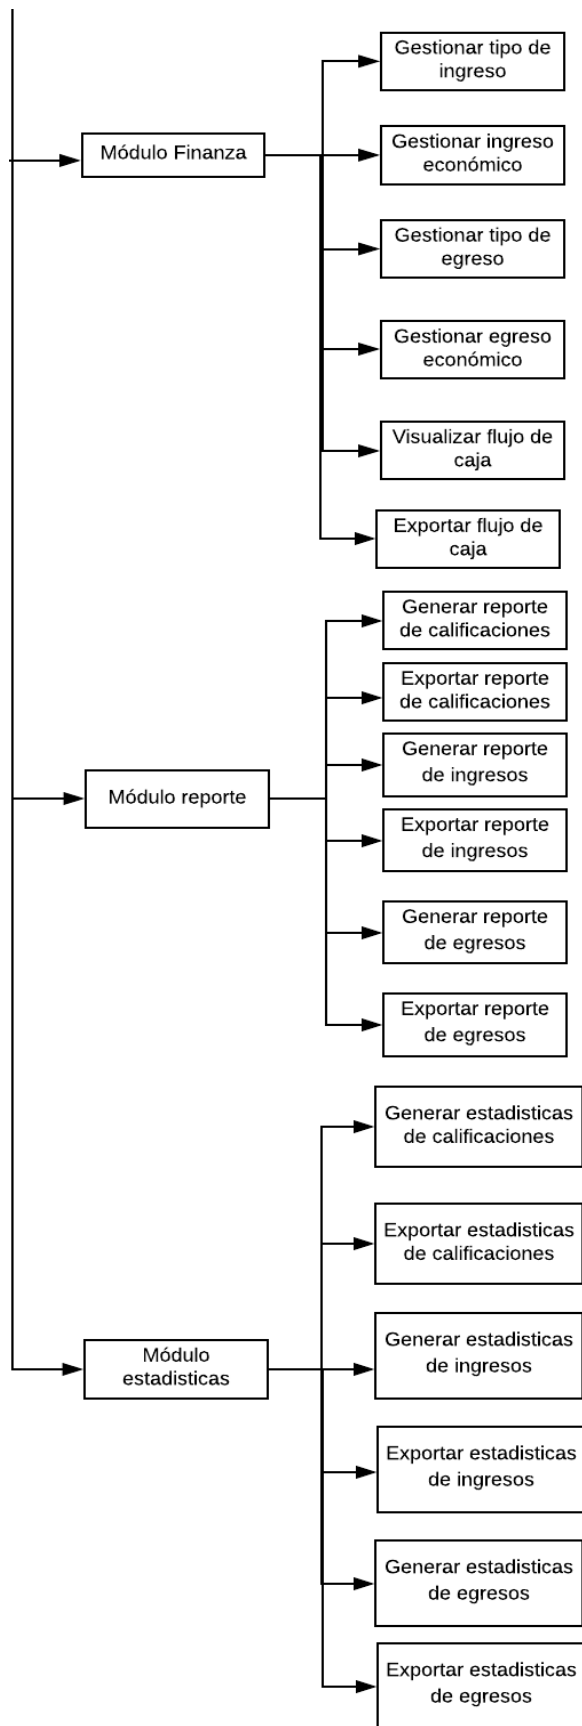 Gestionar tipo de
ingreso
Módulo Finanza
Gestionar ingreso
económico
Gestionar tipo de
egreso
Gestionar egreso
económico
Visualizar flujo de
caja
Exportar flujo de
caja
Generar reporte
de calificaciones
Exportar reporte
de calificaciones
Generar reporte
de ingresos
Módulo reporte
Exportar reporte
de ingresos
Generar reporte
de egresos
Exportar reporte
de egresos
Generar estadisticas
de calificaciones
Exportar estadisticas
de calificaciones
Generar estadisticas
de ingresos
Módulo
estadisticas
Exportar estadisticas
de ingresos
Generar estadisticas
de egresos
Exportar estadisticas
de egresos